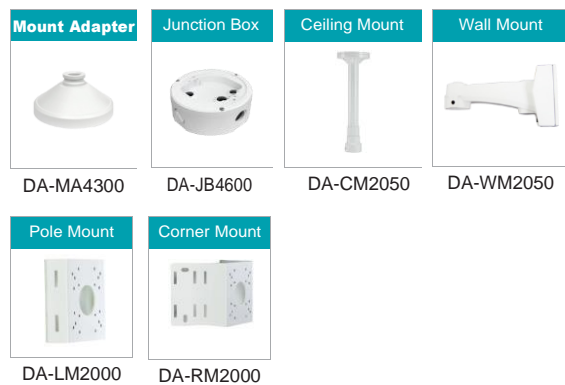 Mount Adapter
Junction Box
Ceiling Mount
Wall Mount
DA-MA4300
DA-JB4600
DA-CM2050
DA-WM2050
Pole Mount
Corner Mount
DA-LM2000
DA-RM2000